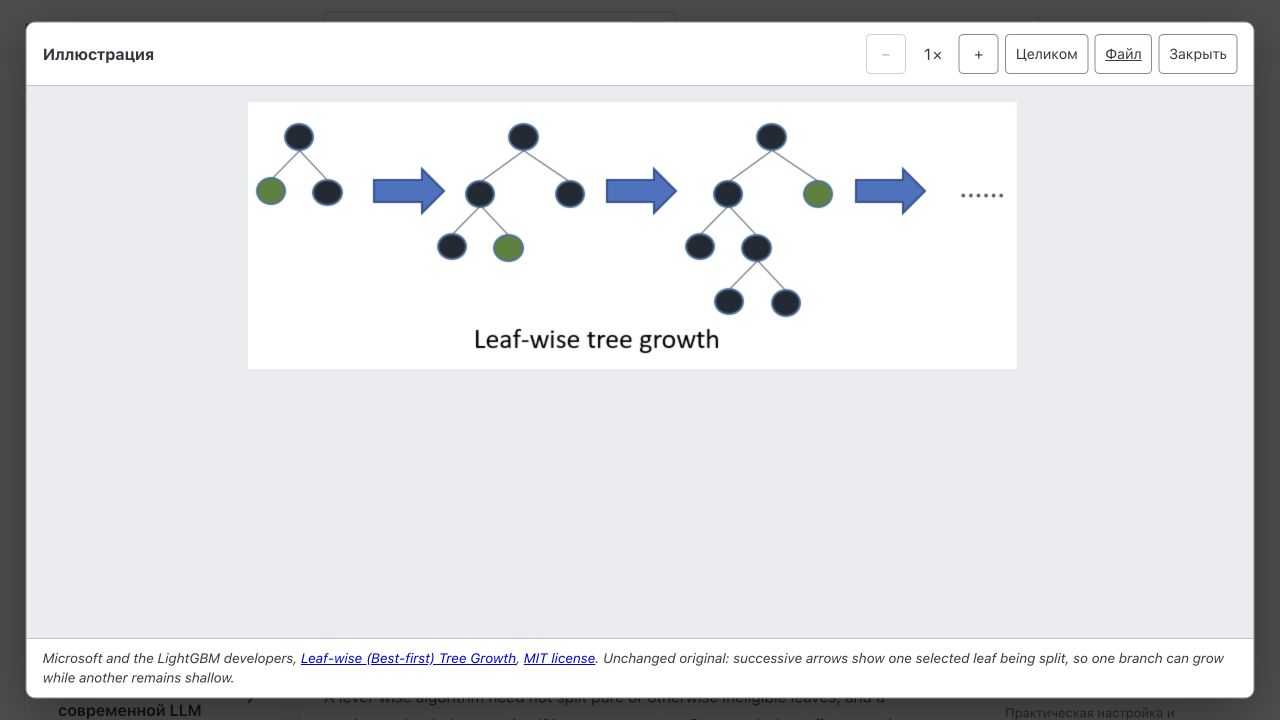 Иллюстрация
− 1× + Целиком Файл Закрыть
......
Leaf-wise tree growth
Microsoft and the LightGBM developers, Leaf-wise (Best-first) Tree Growth, MIT license. Unchanged original: successive arrows show one selected leaf being split, so one branch can grow
while another remains shallow.
современной LLM
Практическая настройка и